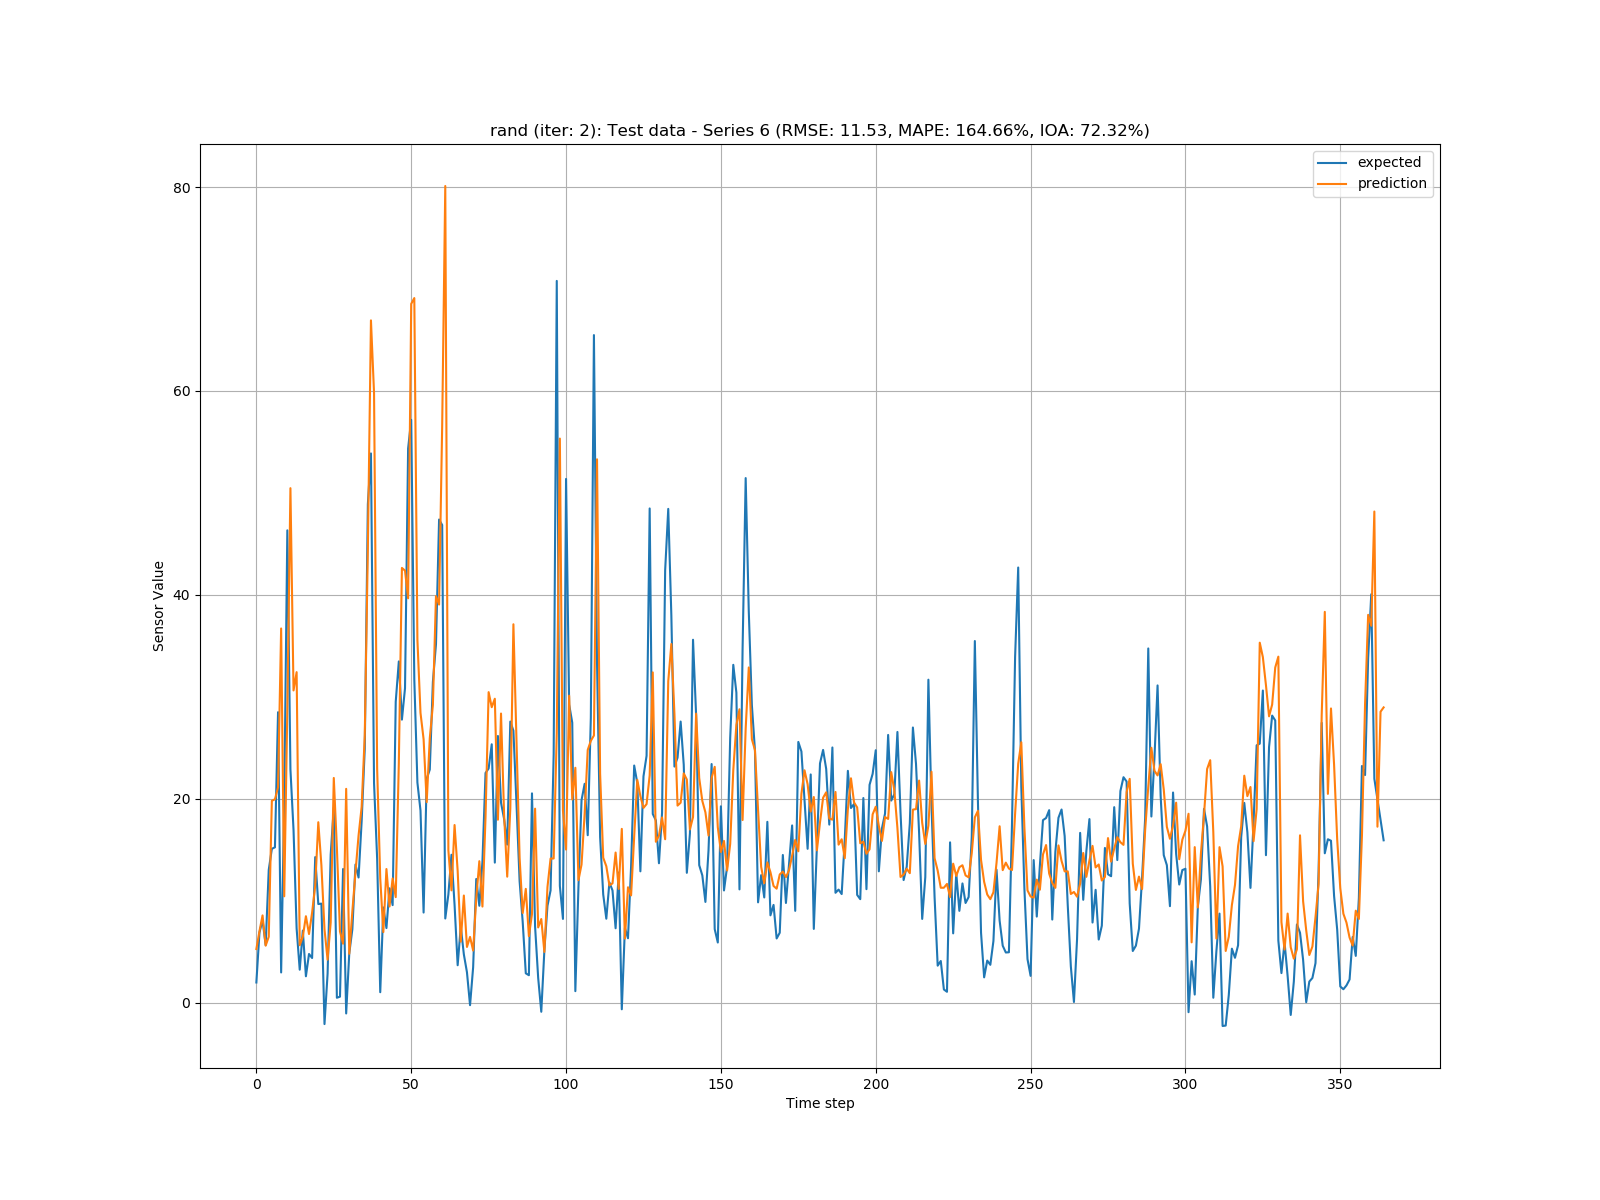 rand (iter: 2): Test data - Series 6 (RMSE: 11.53, MAPE: 164.66%, IOA: 72.32%)
expected
prediction
80
60
40
20
0
Sensor Value
0 50 100 150 200 250 300 350
Time step